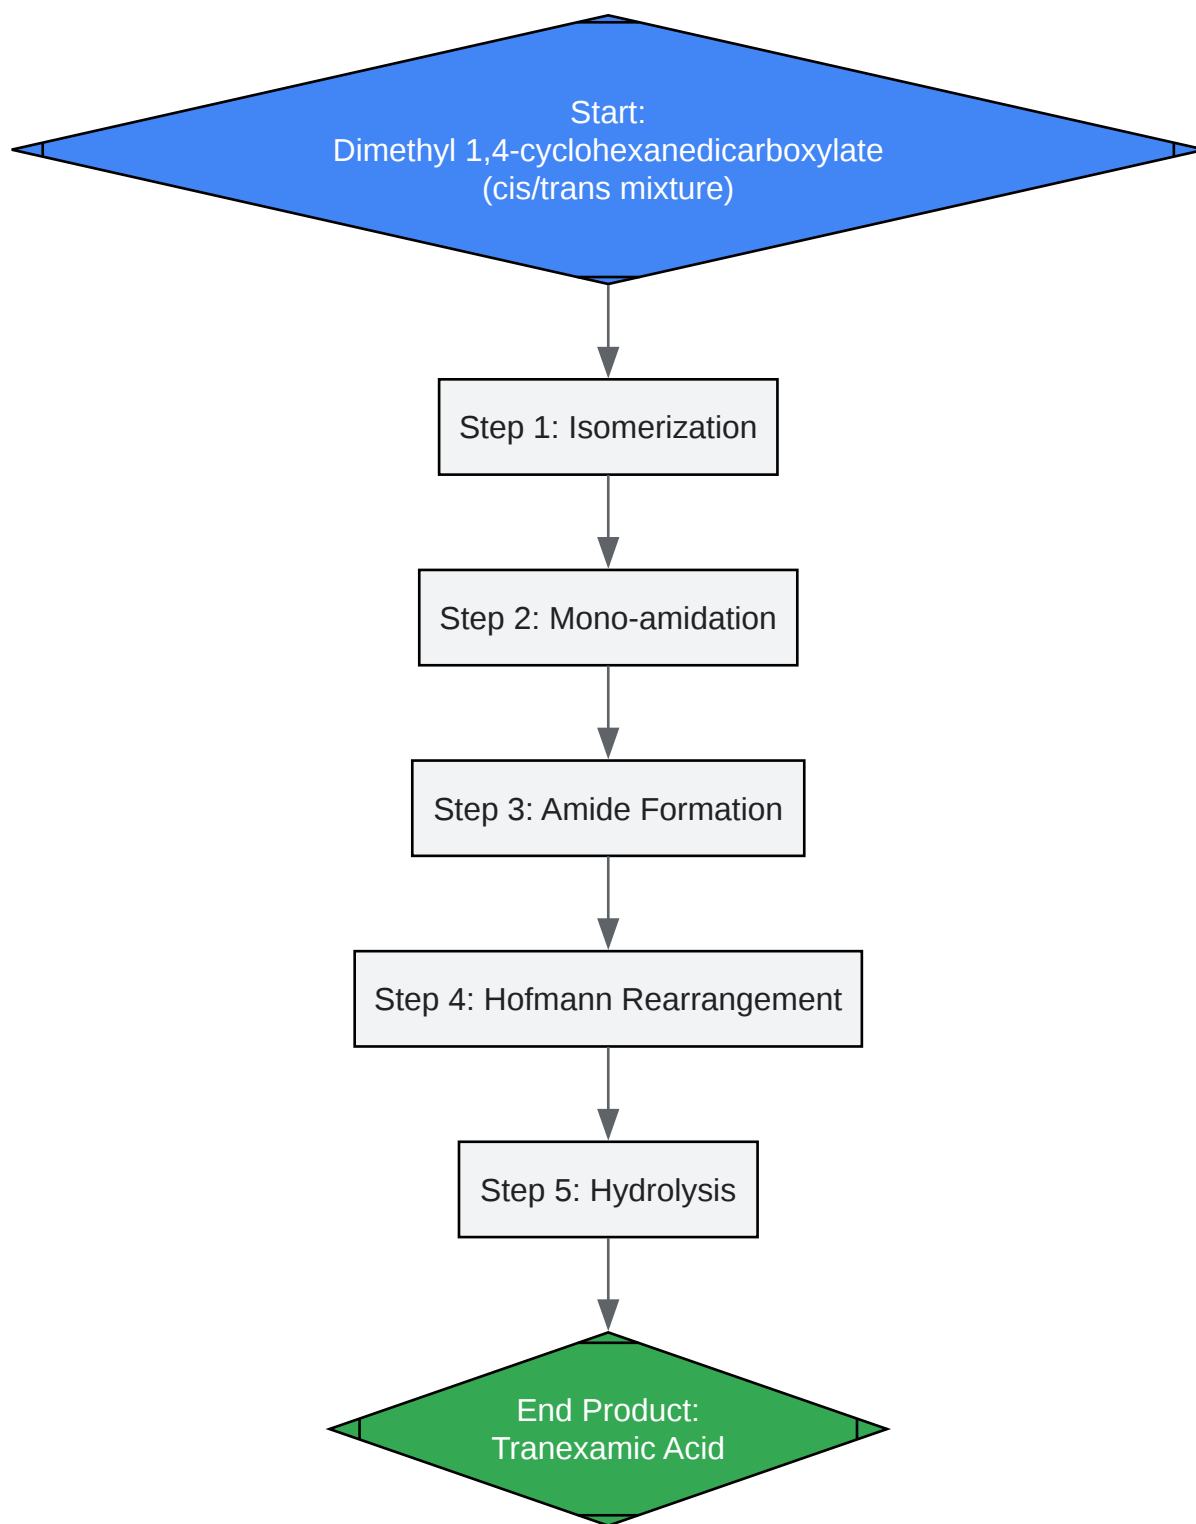 Start:
Dimethyl 1,4-cyclohexanedicarboxylate
(cis/trans mixture)
Step 1: Isomerization
Step 2: Mono-amidation
Step 3: Amide Formation
Step 4: Hofmann Rearrangement
Step 5: Hydrolysis
End Product:
Tranexamic Acid